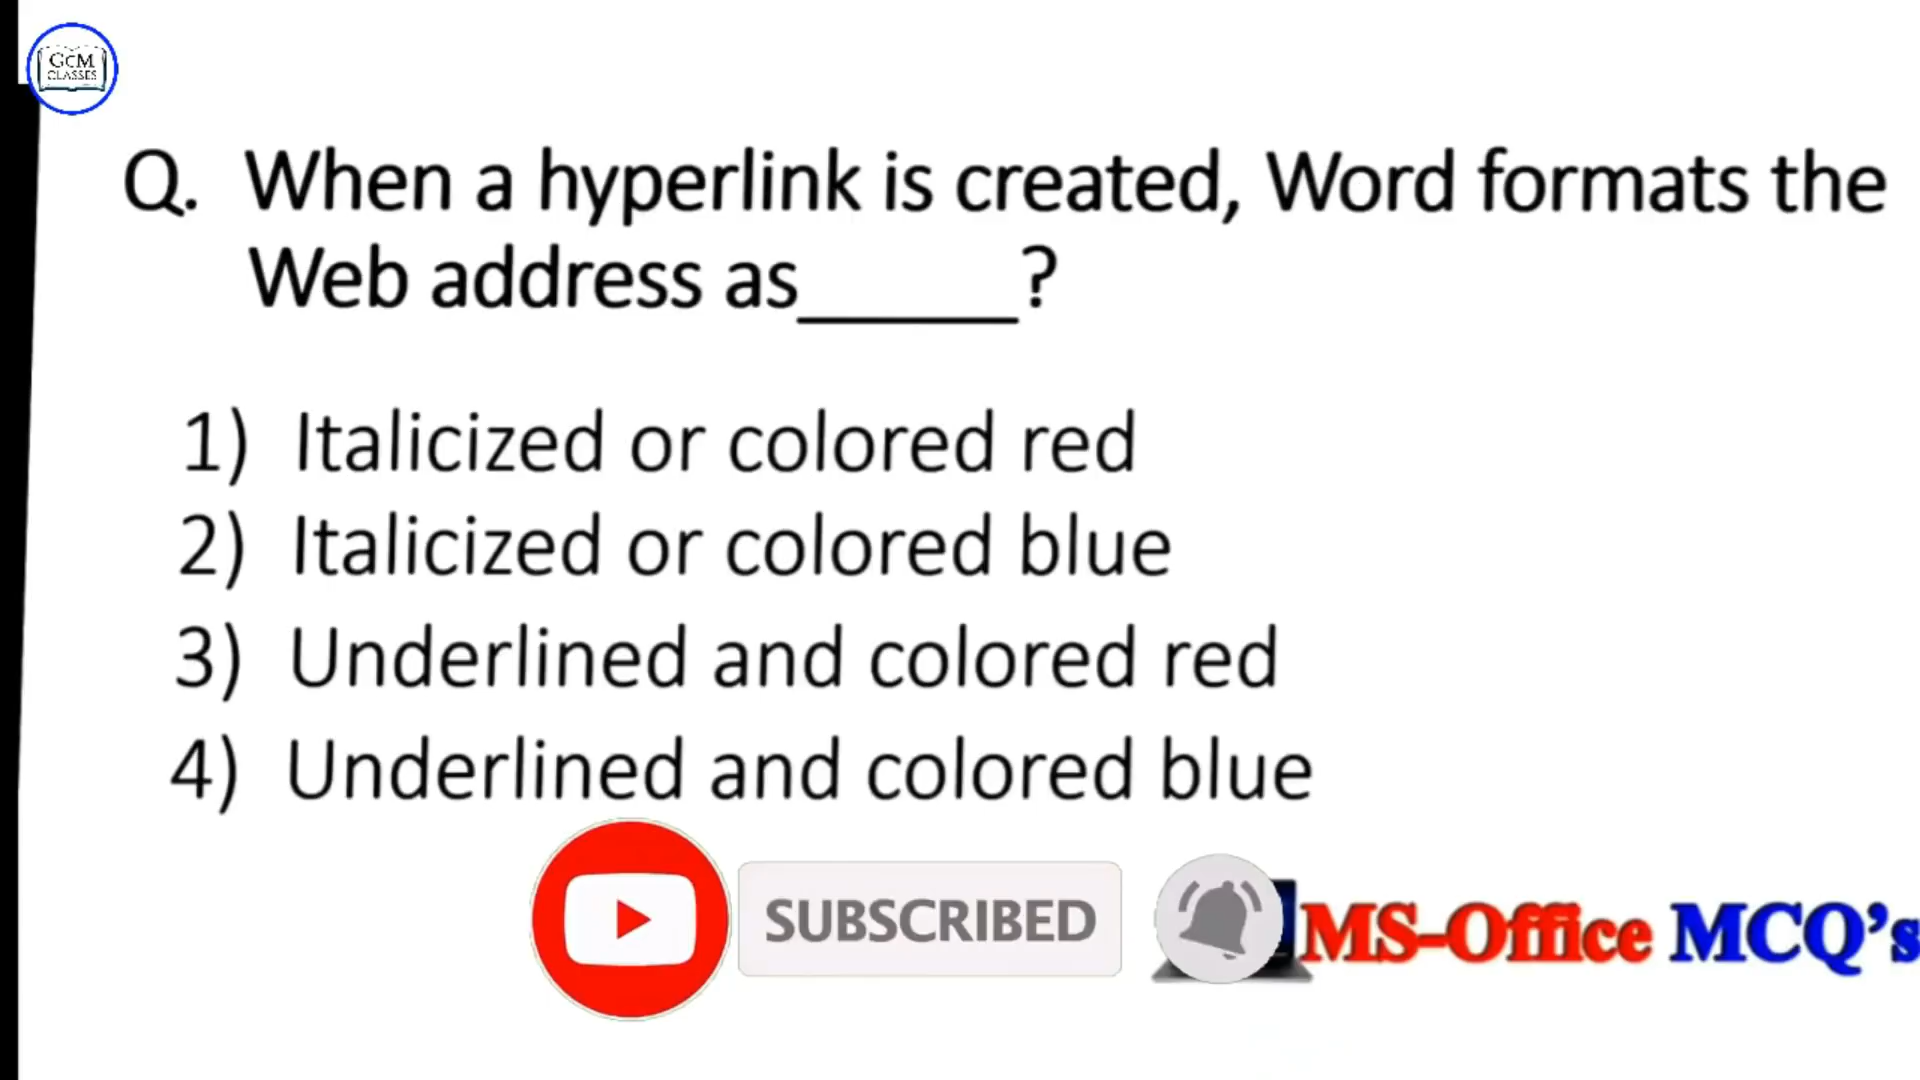 GCM
CLASSES
Q. When a hyperlink is created, Word formats the
Web address as______?
1) Italicized or colored red
2) Italicized or colored blue
3) Underlined and colored red
4) Underlined and colored blue
SUBSCRIBED
MS-Office MCQ's